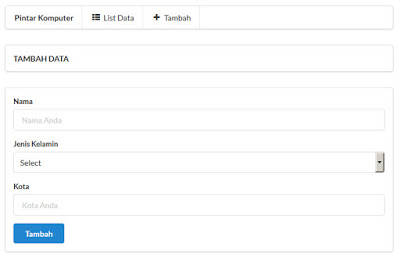 Pintar Komputer List Data Tambah
TAMBAH DATA
Nama
Nama Anda
Jenis Kelamin
Select
Kota
Kota Anda
Tambah